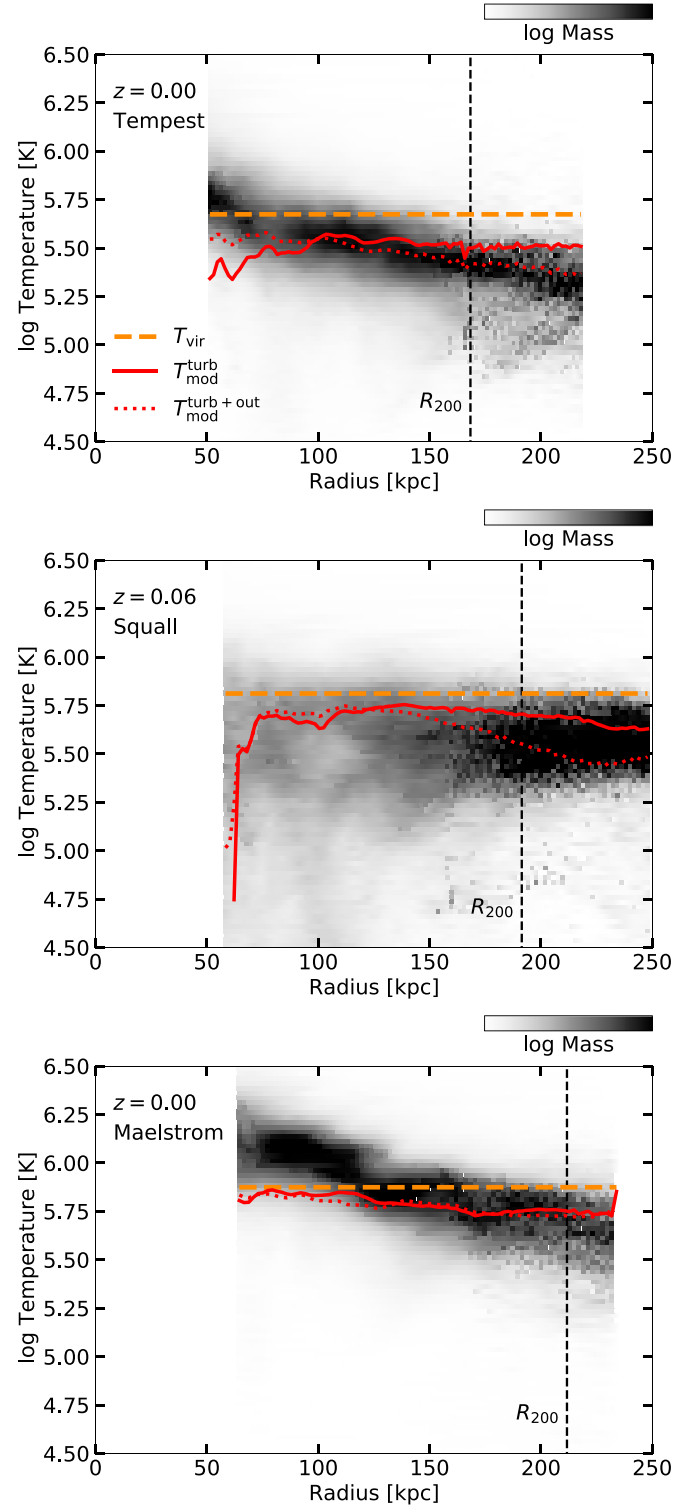 log Mass
6.50
z = 0.00
6.25
Tempest
6.00
5.75
5.50
5.25
5.00
4.75
4.50
log Temperature [K]
T_vir
T_mod^turb
T_mod^turb+out
R_200
0 50 100 150 200 250
Radius [kpc]
log Mass
6.50
z = 0.06
6.25
Squall
6.00
5.75
5.50
5.25
5.00
4.75
4.50
log Temperature [K]
R_200
0 50 100 150 200 250
Radius [kpc]
log Mass
6.50
z = 0.00
6.25
Maelstrom
6.00
5.75
5.50
5.25
5.00
4.75
4.50
log Temperature [K]
R_200
0 50 100 150 200 250
Radius [kpc]